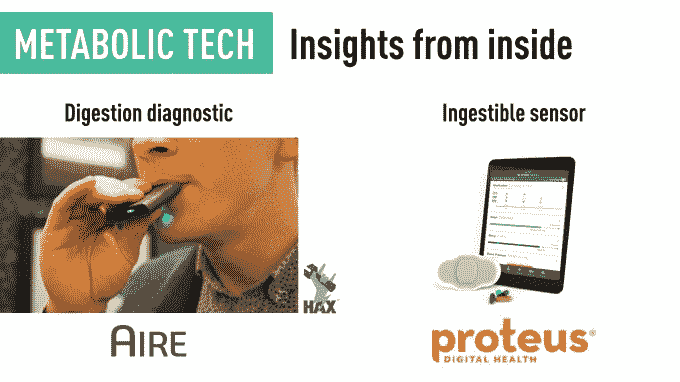 METABOLIC TECH Insights from inside
Digestion diagnostic
Ingestible sensor
HAX
AIRE
proteus®
DIGITAL HEALTH